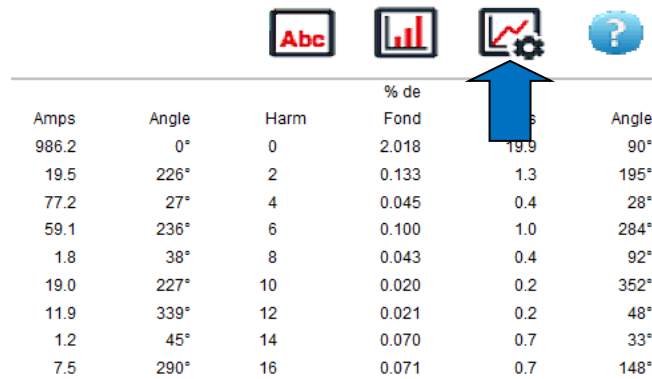 Abc
?
% de
Amps Angle Harm Fond Angle
986.2 0° 0 2.018 19.9 90°
19.5 226° 2 0.133 1.3 195°
77.2 27° 4 0.045 0.4 28°
59.1 236° 6 0.100 1.0 284°
1.8 38° 8 0.043 0.4 92°
19.0 227° 10 0.020 0.2 352°
11.9 339° 12 0.021 0.2 48°
1.2 45° 14 0.070 0.7 33°
7.5 290° 16 0.071 0.7 148°